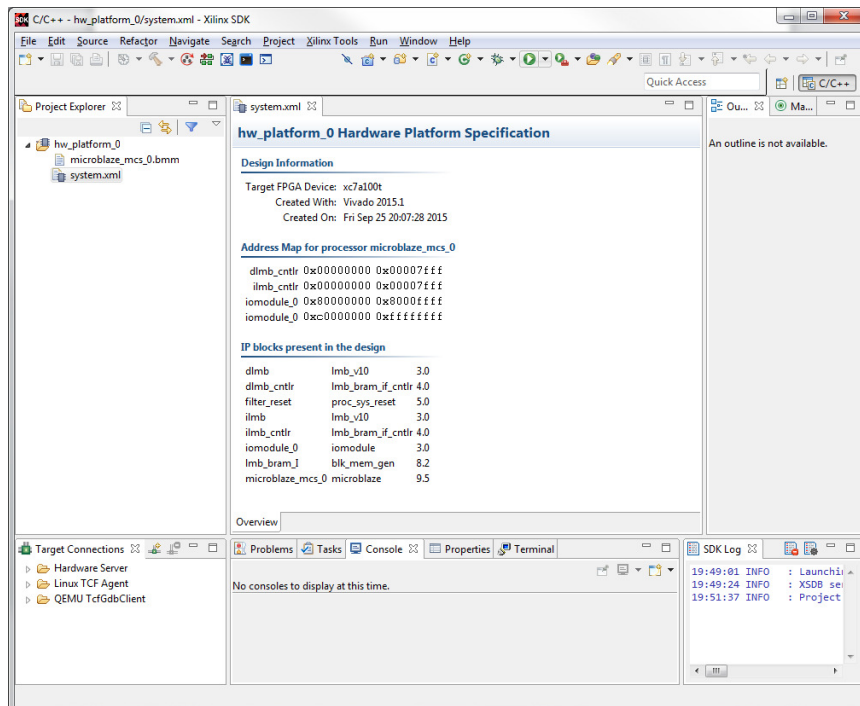 C/C++ - hw_platform_0/system.xml - Xilinx SDK
File Edit Source Refactor Navigate Search Project Xilinx Tools Run Window Help
Quick Access
C/C++
Project Explorer
hw_platform_0
microblaze_mcs_0.bmm
system.xml
system.xml
hw_platform_0 Hardware Platform Specification
Design Information
Target FPGA Device: xc7a100t
Created With: Vivado 2015.1
Created On: Fri Sep 25 20:07:28 2015
Address Map for processor microblaze_mcs_0
dlmb_cntlr 0x00000000 0x00007fff
ilmb_cntlr 0x00000000 0x00007fff
iomodule_0 0x80000000 0x8000ffff
iomodule_0 0xc0000000 0xffffffff
IP blocks present in the design
dlmb lmb_v10 3.0
dlmb_cntlr lmb_bram_if_cntlr 4.0
filter_reset proc_sys_reset 5.0
ilmb lmb_v10 3.0
ilmb_cntlr lmb_bram_if_cntlr 4.0
iomodule_0 iomodule 3.0
lmb_bram_I blk_mem_gen 8.2
microblaze_mcs_0 microblaze 9.5
Overview
Ou... Ma...
An outline is not available.
Target Connections
Hardware Server
Linux TCF Agent
QEMU TcfGdbClient
Problems Tasks Console Properties Terminal
No consoles to display at this time.
SDK Log
19:49:01 INFO : Launchin
19:49:24 INFO : XSDB se
19:51:37 INFO : Project